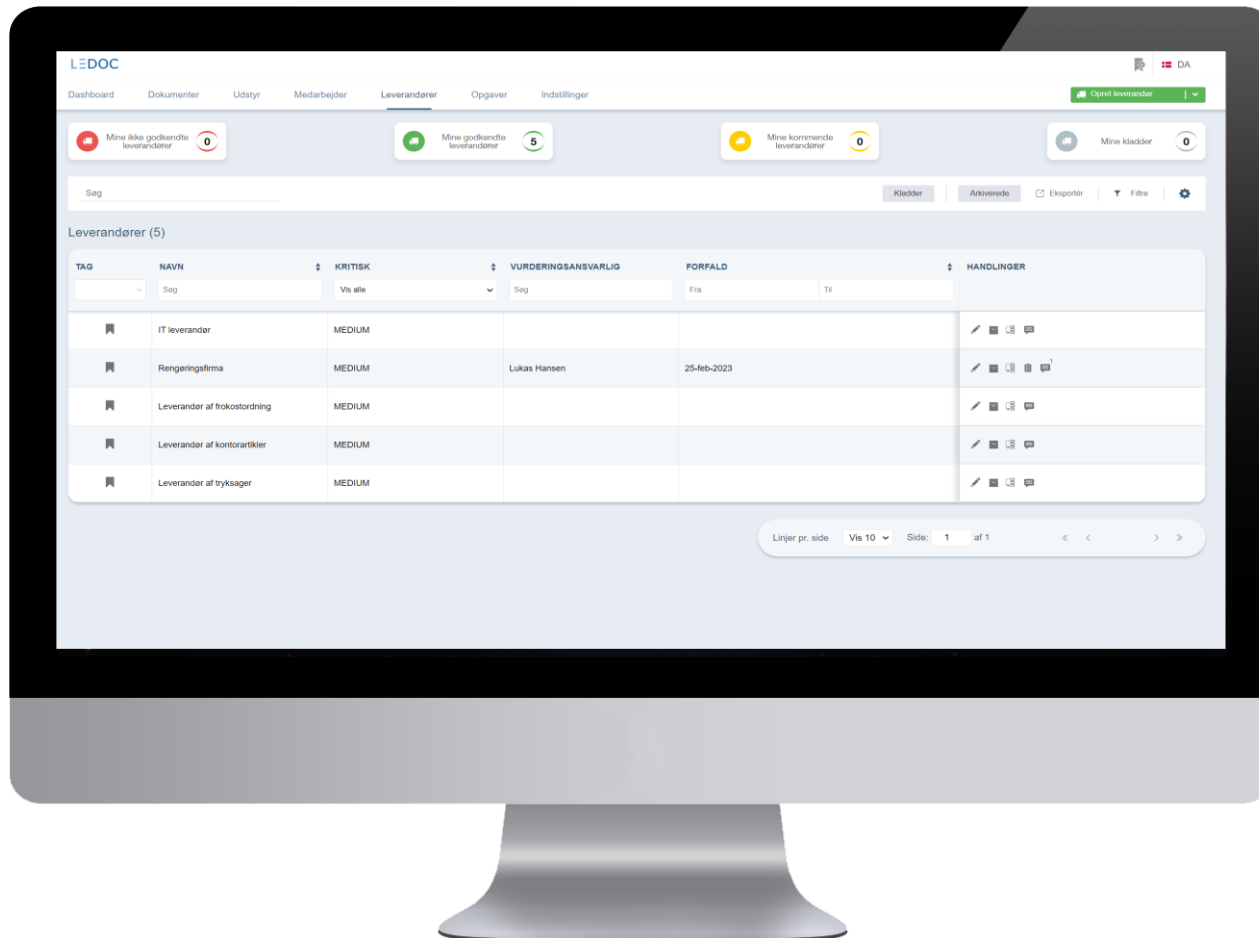 LEDOC
DA
Dashboard Dokumenter Udstyr Medarbejder Leverandører Opgaver Indstillinger
Opret leverandør
Mine ikke godkendte leverandører 0
Mine godkendte leverandører 5
Mine kommende leverandører 0
Mine kladder 0
Søg
Kladder Arkiverede Eksportér Filtre
Leverandører (5)
TAG NAVN KRITISK VURDERINGSANSVARLIG FORFALD HANDLINGER
Søg Vis alle Søg Fra Til
IT leverandør MEDIUM
Rengøringsfirma MEDIUM Lukas Hansen 25-feb-2023 1
Leverandør af frokostordning MEDIUM
Leverandør af kontorartikler MEDIUM
Leverandør af tryksager MEDIUM
Linjer pr. side Vis 10 Side: 1 af 1